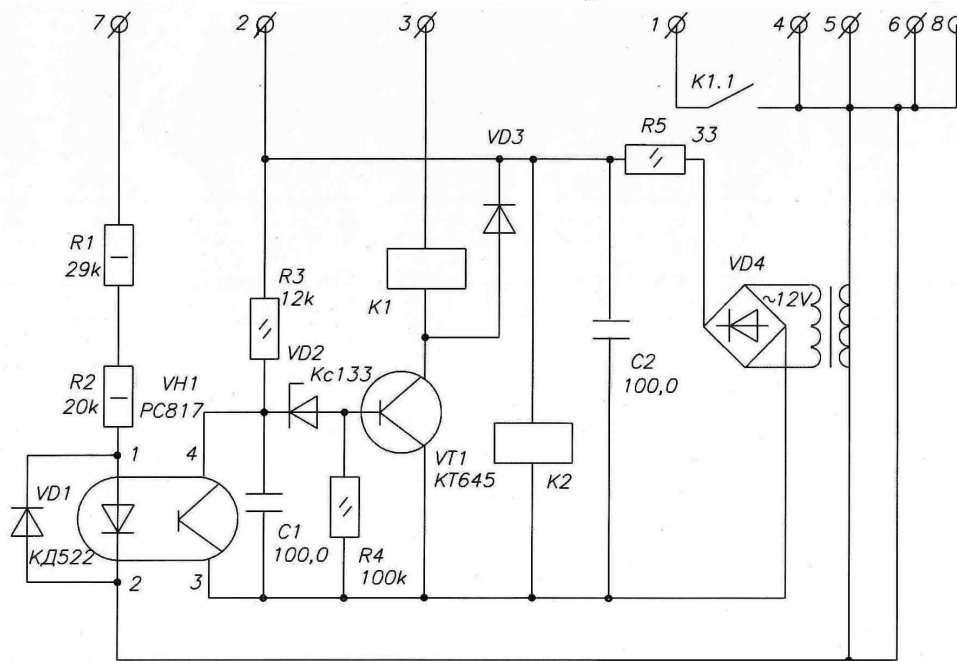 7 2 3 1 4 5 6 8
K1.1
R5 33
VD3
R1
29k
R3
12k
K1
VD4
~12V
VD2
Кс133
C2
100,0
R2
20k
VH1
PC817
1 4
VT1
КТ645
K2
VD1
КД522
C1
100,0
R4
100k
2 3